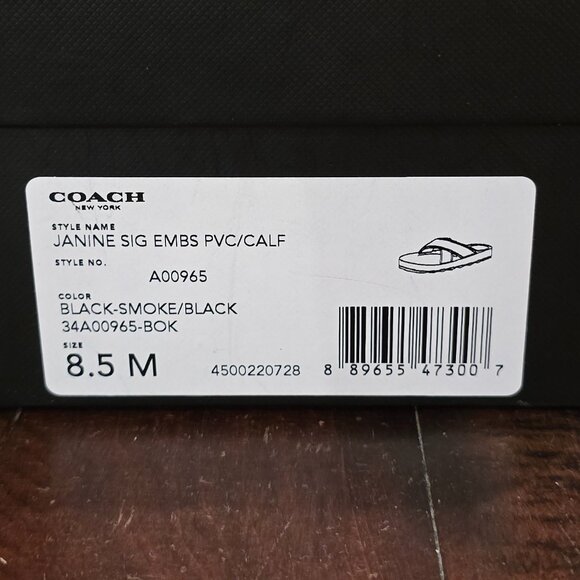 COACH
NEW YORK
STYLE NAME
JANINE SIG EMBS PVC/CALF
STYLE NO.
A00965
COLOR
BLACK-SMOKE/BLACK
34A00965-BOK
SIZE
8.5 M
4500220728
8 89655 47300 7